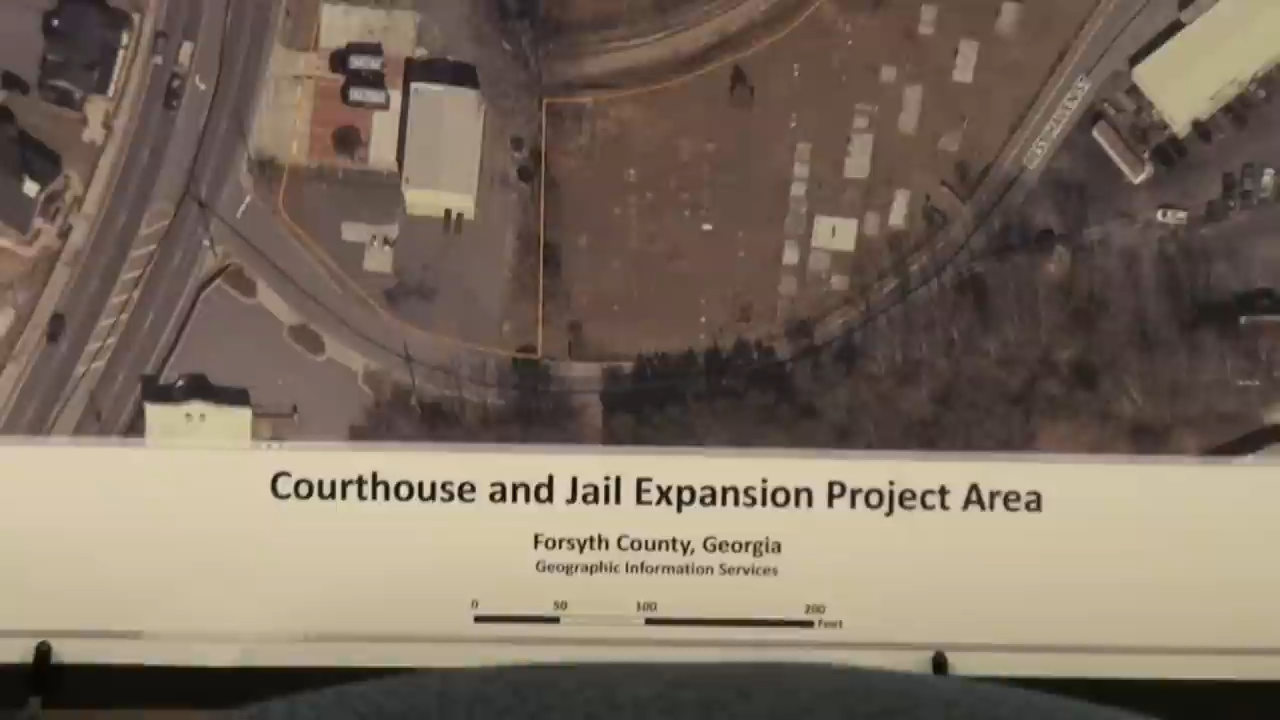 Courthouse and Jail Expansion Project Area
Forsyth County, Georgia
Geographic Information Services
0 50 100 200
Feet